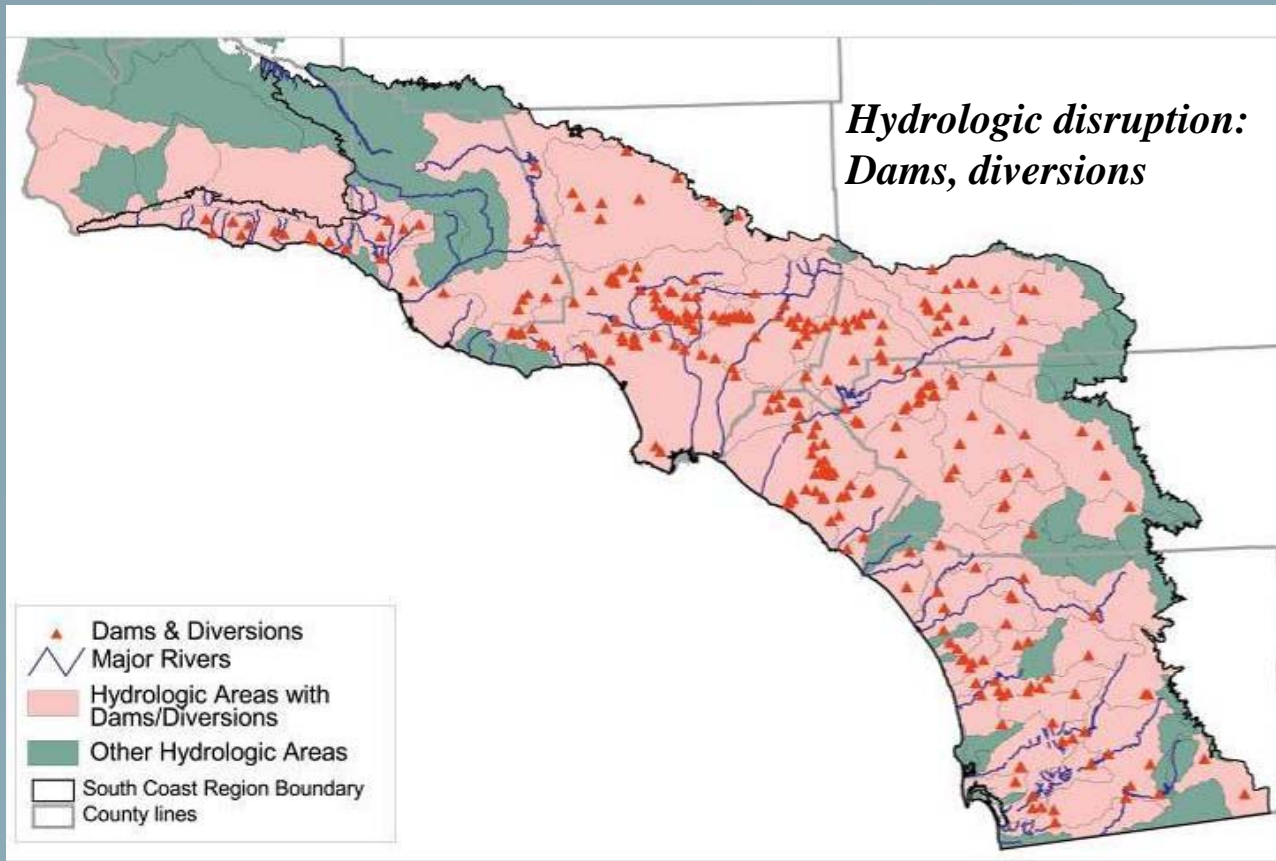 Hydrologic disruption:
Dams, diversions
Dams & Diversions
Major Rivers
Hydrologic Areas with
Dams/Diversions
Other Hydrologic Areas
South Coast Region Boundary
County lines